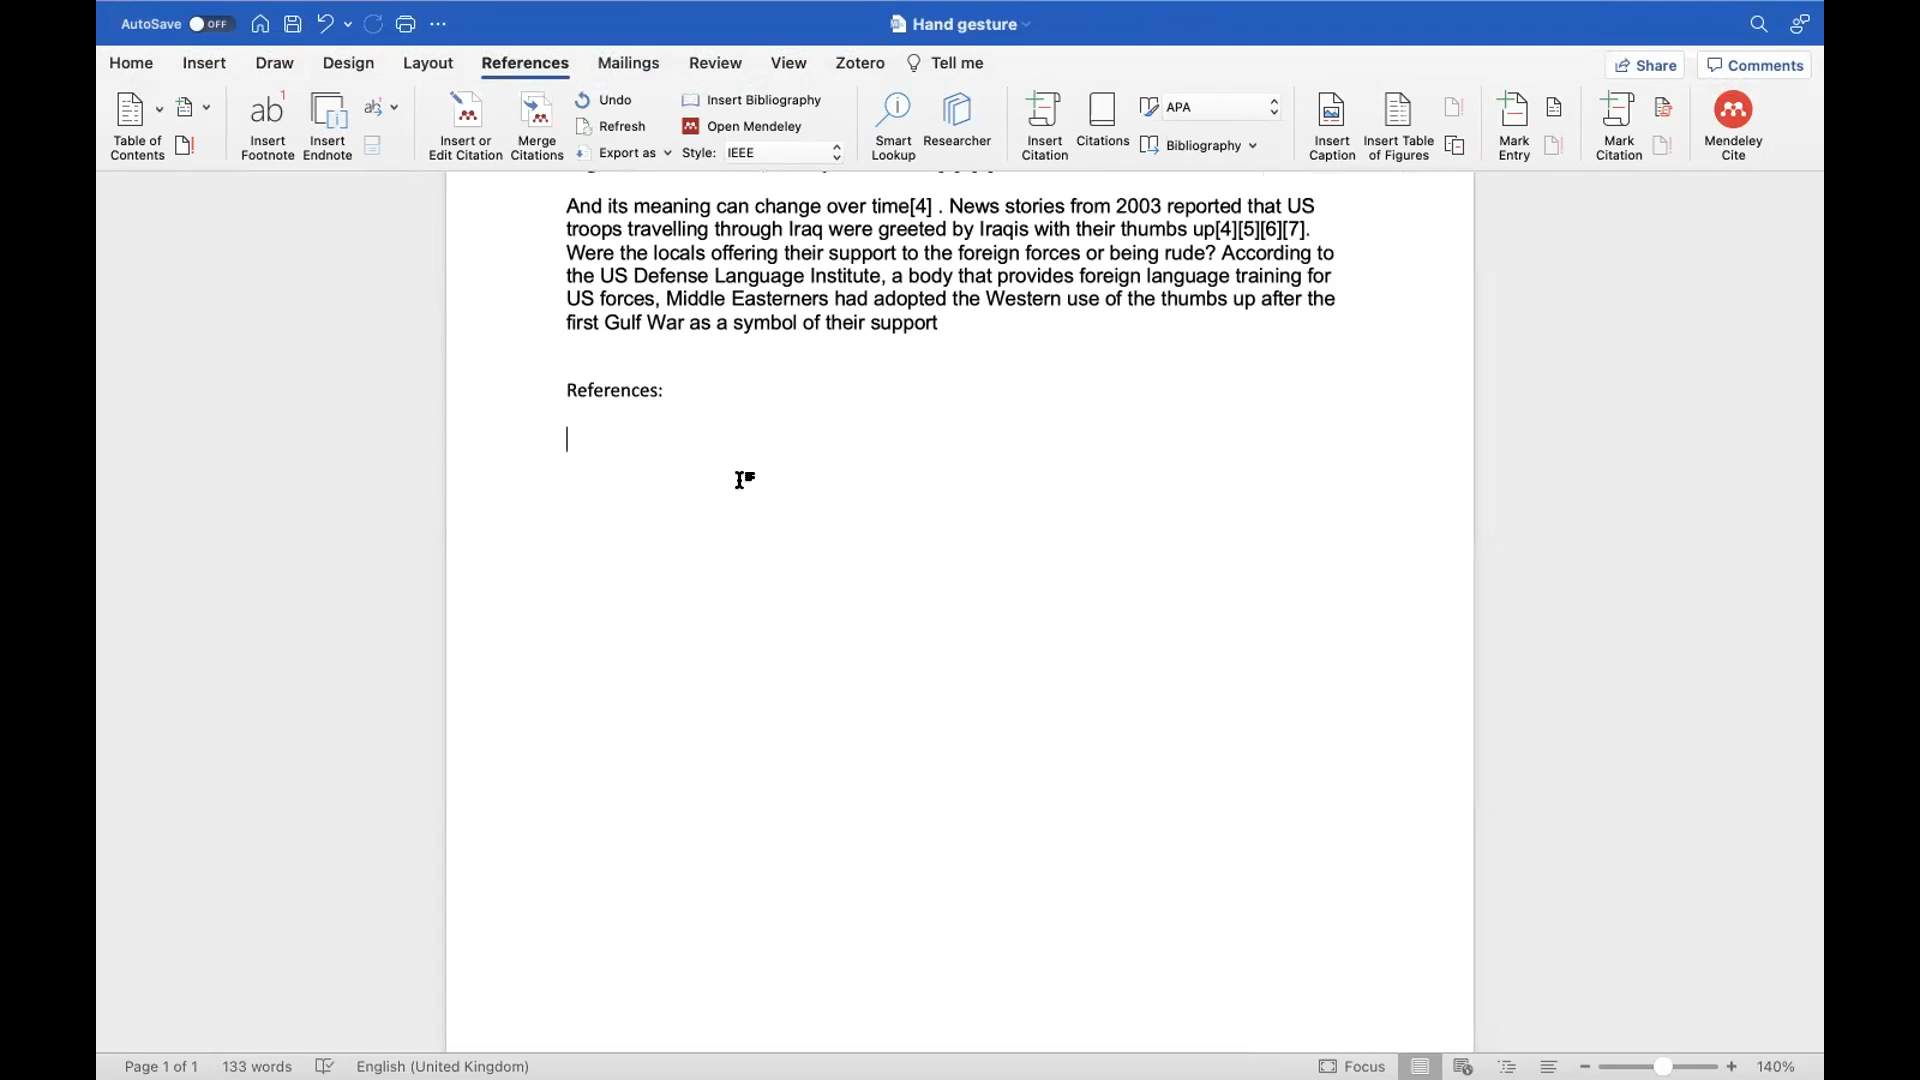 AutoSave OFF
Hand gesture
Home Insert Draw Design Layout References Mailings Review View Zotero Tell me
Share Comments
Table of Contents
Insert Footnote
Insert Endnote
Insert or Edit Citation
Merge Citations
Undo
Refresh
Export as
Insert Bibliography
Open Mendeley
Style: IEEE
Smart Lookup
Researcher
Insert Citation
Citations
APA
Bibliography
Insert Caption
Insert Table of Figures
Mark Entry
Mark Citation
Mendeley Cite
And its meaning can change over time[4] . News stories from 2003 reported that US
troops travelling through Iraq were greeted by Iraqis with their thumbs up[4][5][6][7].
Were the locals offering their support to the foreign forces or being rude? According to
the US Defense Language Institute, a body that provides foreign language training for
US forces, Middle Easterners had adopted the Western use of the thumbs up after the
first Gulf War as a symbol of their support
References:
Page 1 of 1 133 words English (United Kingdom) Focus 140%